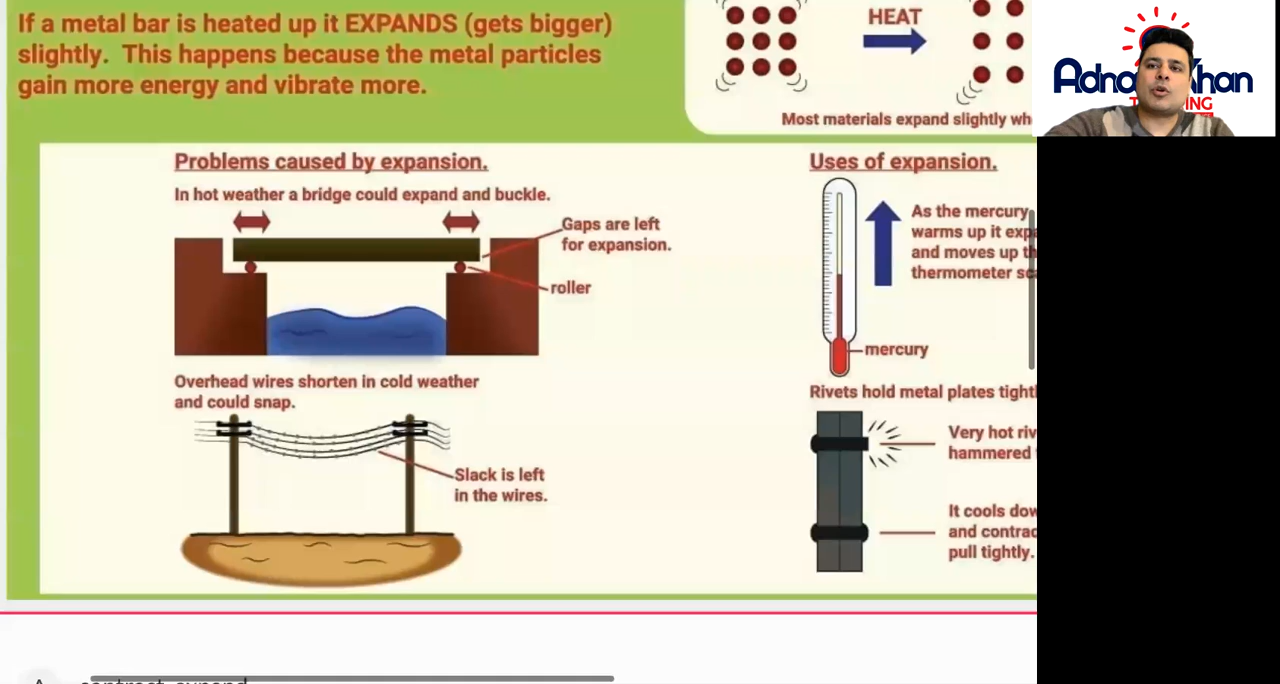 If a metal bar is heated up it EXPANDS (gets bigger)
slightly. This happens because the metal particles
gain more energy and vibrate more.
HEAT
Most materials expand slightly
Problems caused by expansion.
In hot weather a bridge could expand and buckle.
Gaps are left
for expansion.
roller
Overhead wires shorten in cold weather
and could snap.
Slack is left
in the wires.
Uses of expansion.
As the mercury
warms up it
and moves up
thermometer
mercury
Rivets hold metal plates
Very hot
hammered
It cools
and
pull tightly.
Khan